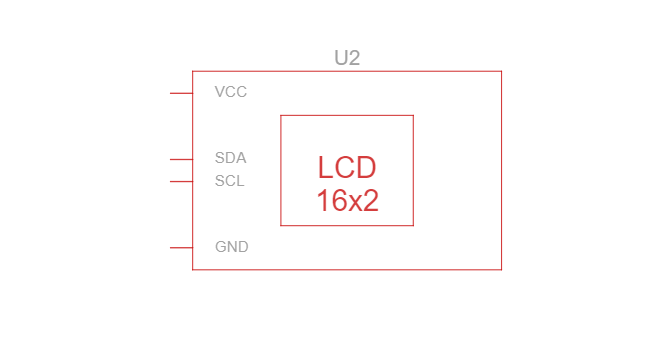 U2
VCC
SDA
SCL
GND
LCD
16x2